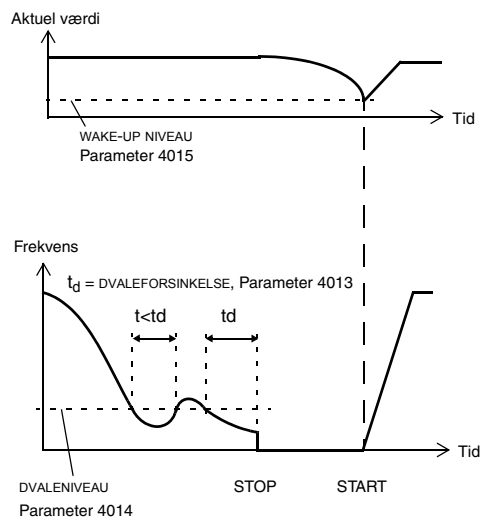 Aktuel værdi
Tid
WAKE-UP NIVEAU
Parameter 4015
Frekvens
td = DVALEFORSINKELSE, Parameter 4013
t<td
td
Tid
DVALENIVEAU
Parameter 4014
STOP
START